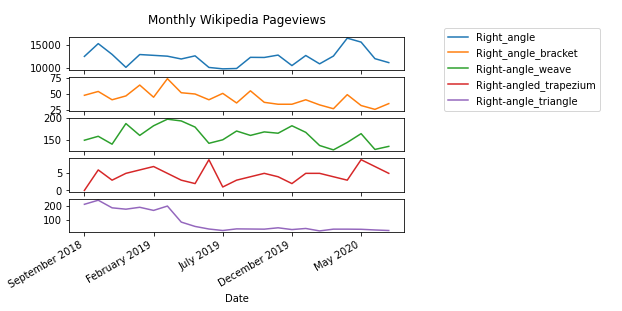 Monthly Wikipedia Pageviews
15000
10000
75
50
25
200
150
5
0
200
100
September 2018
February 2019
July 2019
December 2019
May 2020
Date
Right_angle
Right_angle_bracket
Right-angle_weave
Right-angled_trapezium
Right-angle_triangle